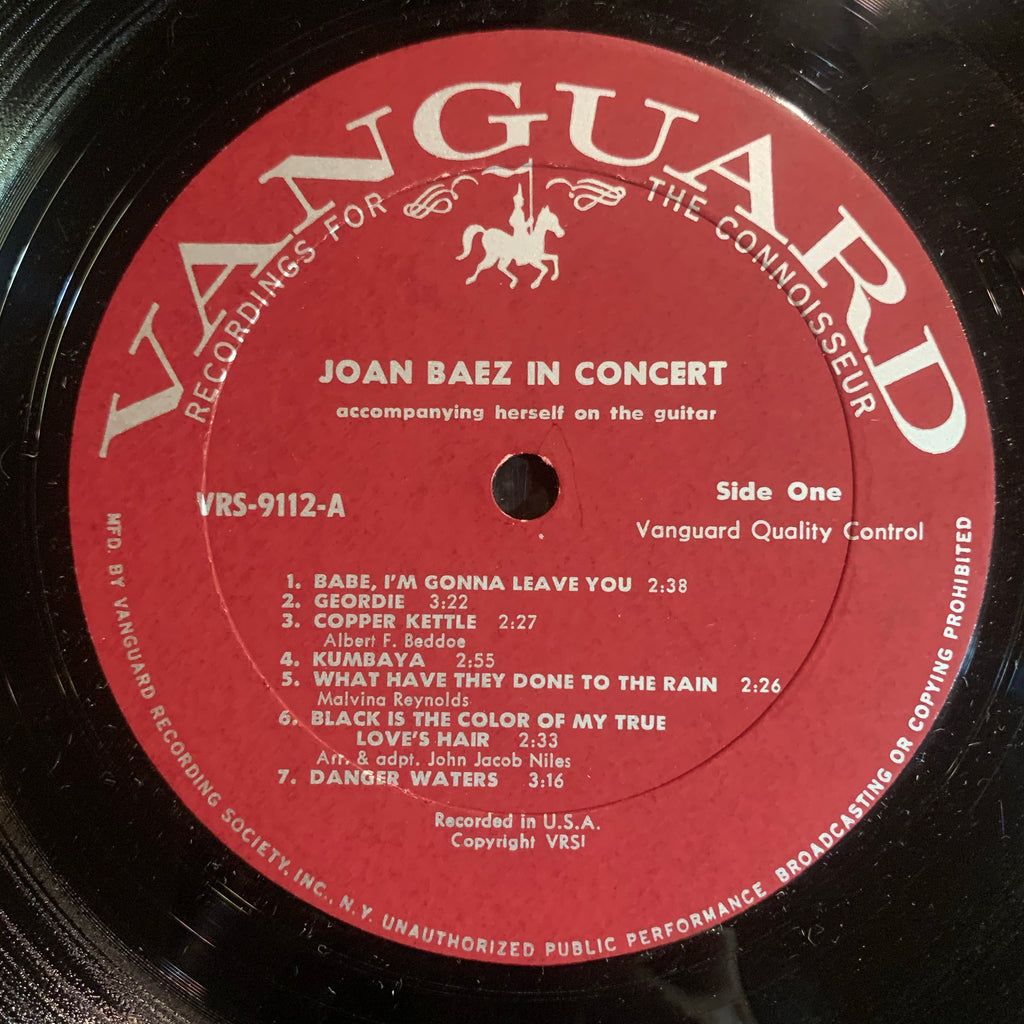 VANGUARD
RECORDINGS FOR THE CONNOISSEUR
JOAN BAEZ IN CONCERT
accompanying herself on the guitar
VRS-9112-A
Side One
Vanguard Quality Control
1. BABE, I'M GONNA LEAVE YOU 2:38
2. GEORDIE 3:22
3. COPPER KETTLE 2:27
Albert F. Beddoe
4. KUMBAYA 2:55
5. WHAT HAVE THEY DONE TO THE RAIN 2:26
Malvina Reynolds
6. BLACK IS THE COLOR OF MY TRUE
LOVE'S HAIR 2:33
Arr. & adpt. John Jacob Niles
7. DANGER WATERS 3:16
Recorded in U.S.A.
Copyright VRSI
MFD. BY VANGUARD RECORDING SOCIETY, INC., N.Y. UNAUTHORIZED PUBLIC PERFORMANCE BROADCASTING OR COPYING PROHIBITED